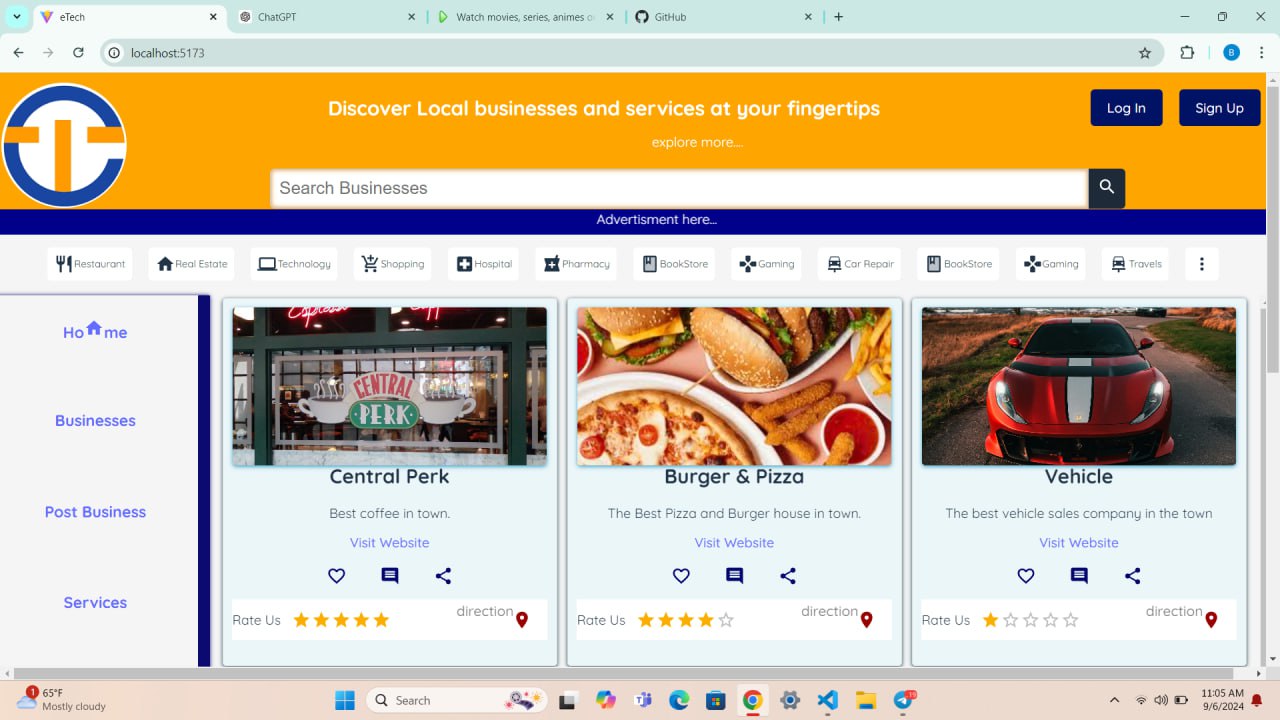 eTech
ChatGPT
Watch movies, series, animes o
GitHub
localhost:5173
B
Discover Local businesses and services at your fingertips
Log In
Sign Up
explore more....
Search Businesses
Advertisment here...
Restaurant
Real Estate
Technology
Shopping
Hospital
Pharmacy
BookStore
Gaming
Car Repair
BookStore
Gaming
Travels
Home
Businesses
Post Business
Services
CENTRAL
PERK
Central Perk
Best coffee in town.
Visit Website
Rate Us
direction
Burger & Pizza
The Best Pizza and Burger house in town.
Visit Website
Rate Us
direction
Vehicle
The best vehicle sales company in the town
Visit Website
Rate Us
direction
1
65°F
Mostly cloudy
Search
19
11:05 AM
9/6/2024